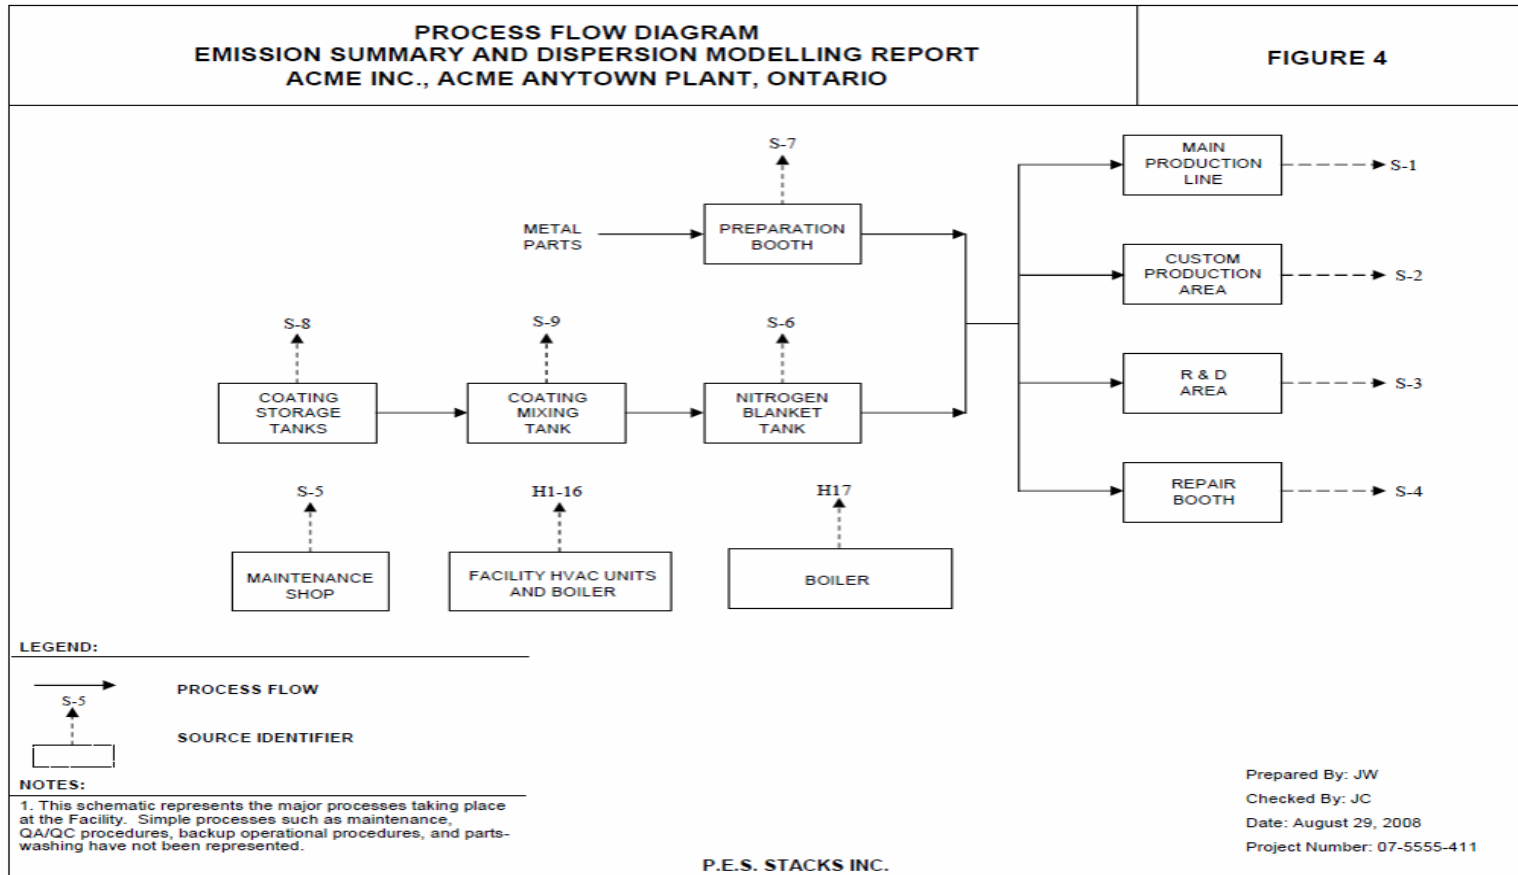 PROCESS FLOW DIAGRAM
EMISSION SUMMARY AND DISPERSION MODELLING REPORT
ACME INC., ACME ANYTOWN PLANT, ONTARIO
FIGURE 4
S-7
MAIN
PRODUCTION
LINE
S-1
METAL
PARTS
PREPARATION
BOOTH
CUSTOM
PRODUCTION
AREA
S-2
S-8
S-9
S-6
COATING
STORAGE
TANKS
COATING
MIXING
TANK
NITROGEN
BLANKET
TANK
R & D
AREA
S-3
S-5
H1-16
H17
REPAIR
BOOTH
S-4
MAINTENANCE
SHOP
FACILITY HVAC UNITS
AND BOILER
BOILER
LEGEND:
PROCESS FLOW
S-5
SOURCE IDENTIFIER
NOTES:
1. This schematic represents the major processes taking place
at the Facility. Simple processes such as maintenance,
QA/QC procedures, backup operational procedures, and parts-
washing have not been represented.
Prepared By: JW
Checked By: JC
Date: August 29, 2008
Project Number: 07-5555-411
P.E.S. STACKS INC.